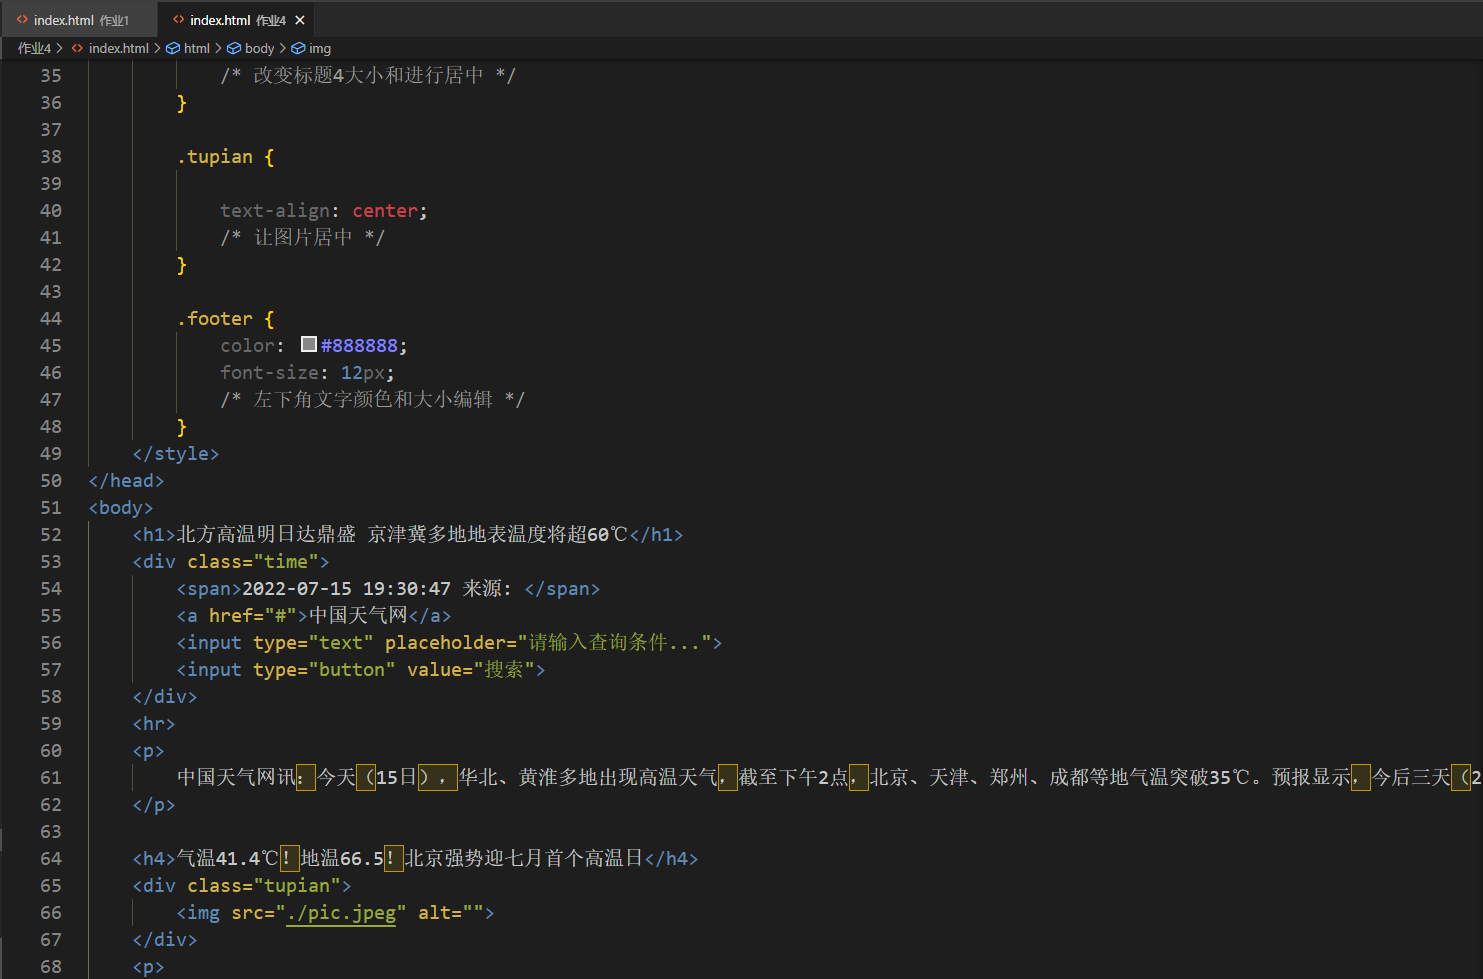 index.html 作业1
index.html 作业4
作业4 > index.html > html > body > img
35 /* 改变标题4大小和进行居中 */
36 }
37
38 .tupian {
39
40 text-align: center;
41 /* 让图片居中 */
42 }
43
44 .footer {
45 color: #888888;
46 font-size: 12px;
47 /* 左下角文字颜色和大小编辑 */
48 }
49 </style>
50 </head>
51 <body>
52 <h1>北方高温明日达鼎盛 京津冀多地地表温度将超60℃</h1>
53 <div class="time">
54 <span>2022-07-15 19:30:47 来源: </span>
55 <a href="#">中国天气网</a>
56 <input type="text" placeholder="请输入查询条件...">
57 <input type="button" value="搜索">
58 </div>
59 <hr>
60 <p>
61 中国天气网讯：今天（15日），华北、黄淮多地出现高温天气，截至下午2点，北京、天津、郑州、成都等地气温突破35℃。预报显示，今后三天（2
62 </p>
63
64 <h4>气温41.4℃！地温66.5！北京强势迎七月首个高温日</h4>
65 <div class="tupian">
66 <img src="./pic.jpeg" alt="">
67 </div>
68 <p>